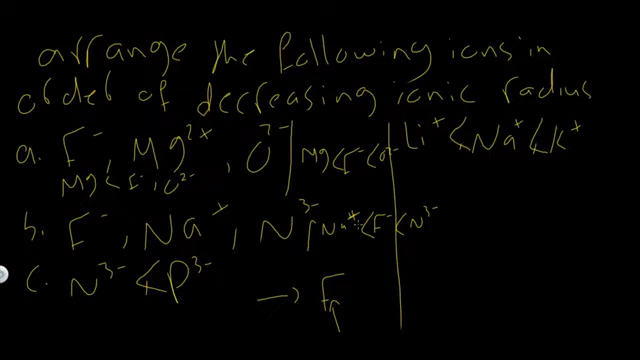 arrange the following ions in
order of decreasing ionic radius
a. F⁻, Mg²⁺, O²⁻ | Mg<F⁻<O²⁻ Li⁺<Na⁺<K⁺
Mg< F⁻, O²⁻
b. F⁻, Na⁺, N³⁻ Na⁺<F⁻<N³⁻
c. N³⁻ <P³⁻
→ F